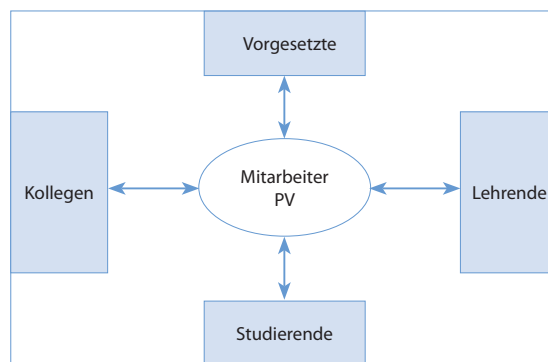 Vorgesetzte
Kollegen
Mitarbeiter
PV
Lehrende
Studierende